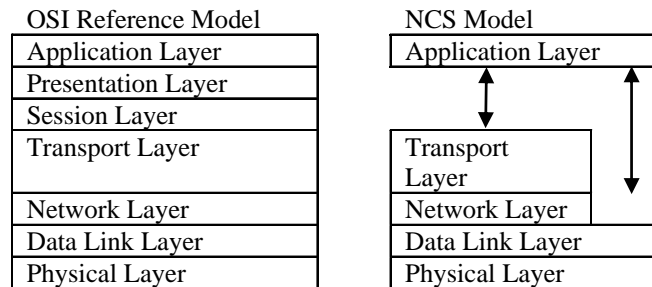 OSI Reference Model
Application Layer
Presentation Layer
Session Layer
Transport Layer
Network Layer
Data Link Layer
Physical Layer
NCS Model
Application Layer
Transport
Layer
Network Layer
Data Link Layer
Physical Layer